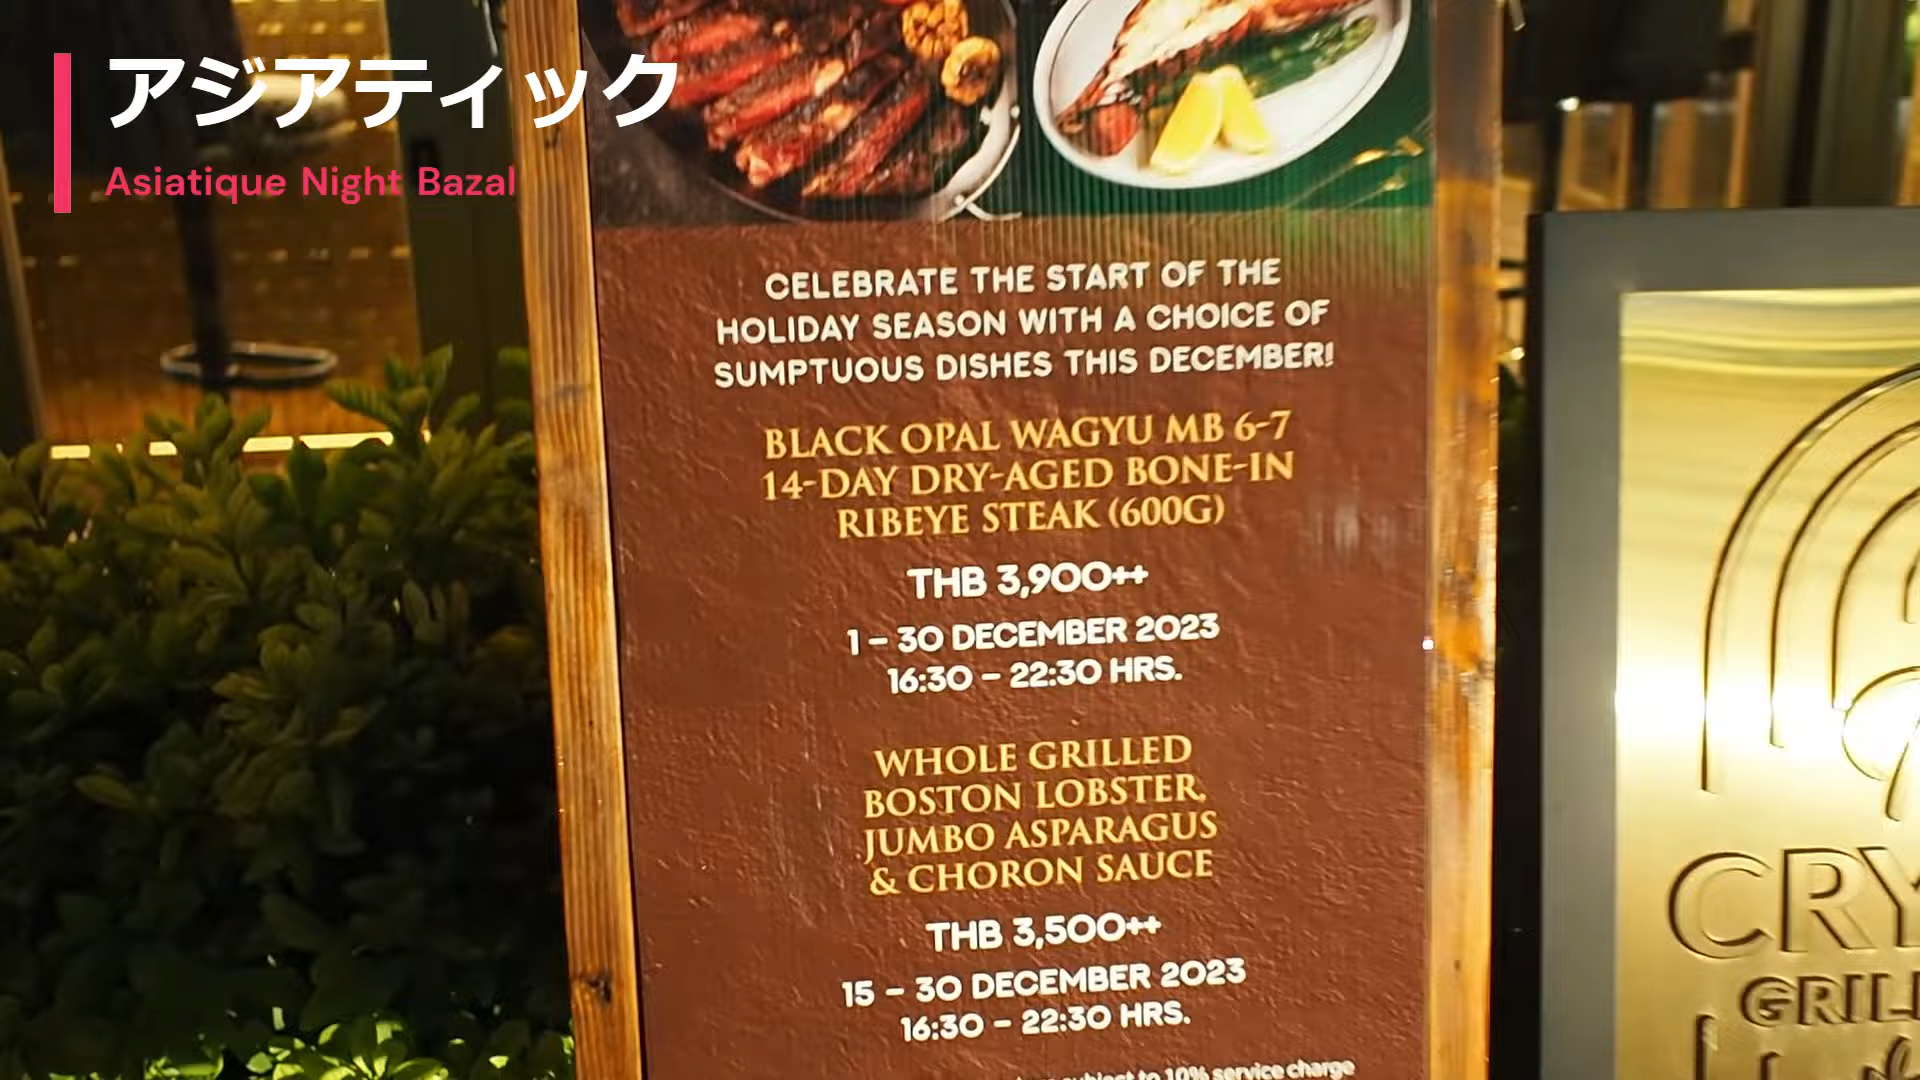 アジアティック
Asiatique Night Bazal
CELEBRATE THE START OF THE
HOLIDAY SEASON WITH A CHOICE OF
SUMPTUOUS DISHES THIS DECEMBER!
BLACK OPAL WAGYU MB 6-7
14-DAY DRY-AGED BONE-IN
RIBEYE STEAK (600G)
THB 3,900++
1 – 30 DECEMBER 2023
16:30 – 22:30 HRS.
WHOLE GRILLED
BOSTON LOBSTER,
JUMBO ASPARAGUS
& CHORON SAUCE
THB 3,500++
15 – 30 DECEMBER 2023
16:30 – 22:30 HRS.
subject to 10% service charge
CRY
GRIL